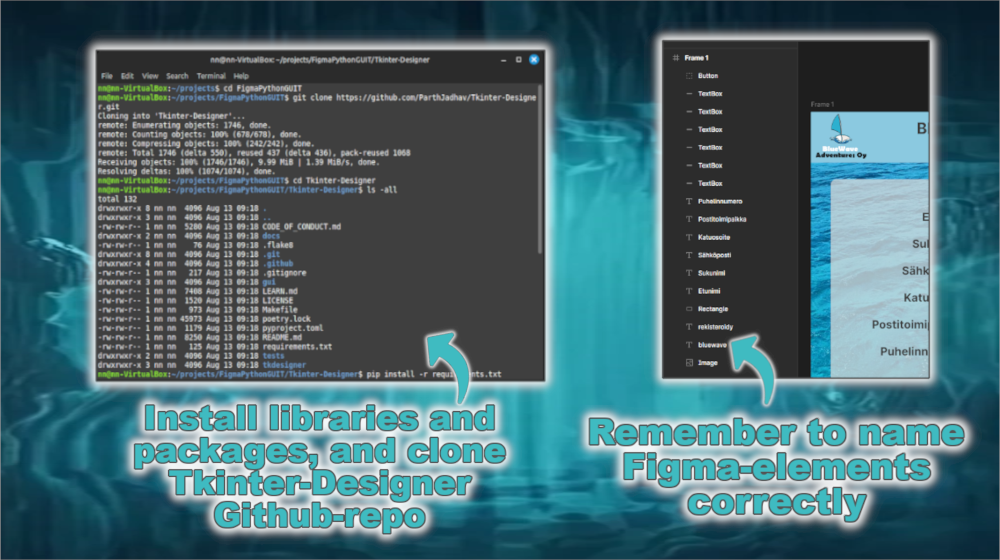 nn@nn-VirtualBox: ~/projects/FigmaPythonGUIT/Tkinter-Designer
File Edit View Search Terminal Help
nn@nn-VirtualBox:~/projects$ cd FigmaPythonGUIT
nn@nn-VirtualBox:~/projects/FigmaPythonGUIT$ git clone https://github.com/ParthJadhav/Tkinter-Designe
r.git
Cloning into 'Tkinter-Designer'...
remote: Enumerating objects: 1746, done.
remote: Counting objects: 100% (678/678), done.
remote: Compressing objects: 100% (242/242), done.
remote: Total 1746 (delta 550), reused 437 (delta 436), pack-reused 1068
Receiving objects: 100% (1746/1746), 9.99 MiB | 1.39 MiB/s, done.
Resolving deltas: 100% (1074/1074), done.
nn@nn-VirtualBox:~/projects/FigmaPythonGUIT$ cd Tkinter-Designer
nn@nn-VirtualBox:~/projects/FigmaPythonGUIT/Tkinter-Designer$ ls -all
total 132
drwxrwxr-x 8 nn nn 4096 Aug 13 09:18 .
drwxrwxr-x 3 nn nn 4096 Aug 13 09:18 ..
-rw-rw-r-- 1 nn nn 5280 Aug 13 09:18 CODE_OF_CONDUCT.md
drwxrwxr-x 2 nn nn 4096 Aug 13 09:18 docs
-rw-rw-r-- 1 nn nn 76 Aug 13 09:18 .flake8
drwxrwxr-x 8 nn nn 4096 Aug 13 09:18 .git
drwxrwxr-x 4 nn nn 4096 Aug 13 09:18 .github
-rw-rw-r-- 1 nn nn 217 Aug 13 09:18 .gitignore
drwxrwxr-x 3 nn nn 4096 Aug 13 09:18 gui
-rw-rw-r-- 1 nn nn 7408 Aug 13 09:18 LEARN.md
-rw-rw-r-- 1 nn nn 1520 Aug 13 09:18 LICENSE
-rw-rw-r-- 1 nn nn 973 Aug 13 09:18 Makefile
-rw-rw-r-- 1 nn nn 45973 Aug 13 09:18 poetry.lock
-rw-rw-r-- 1 nn nn 1179 Aug 13 09:18 pyproject.toml
-rw-rw-r-- 1 nn nn 8250 Aug 13 09:18 README.md
-rw-rw-r-- 1 nn nn 125 Aug 13 09:18 requirements.txt
drwxrwxr-x 2 nn nn 4096 Aug 13 09:18 tests
drwxrwxr-x 3 nn nn 4096 Aug 13 09:18 tkdesigner
nn@nn-VirtualBox:~/projects/FigmaPythonGUIT/Tkinter-Designer$ pip install -r requirements.txt
Install libraries and
packages, and clone
Tkinter-Designer
Github-repo
Frame 1
Button
TextBox
TextBox
TextBox
TextBox
TextBox
TextBox
Puhelinnumero
Postitoimipaikka
Katuosoite
Sähköposti
Sukunimi
Etunimi
Rectangle
rekisteroidy
bluewave
Image
Frame 1
B
BlueWave
Adventures Oy
E
Sul
Sähk
Katu
Postitoimip
Puhelinn
Remember to name
Figma-elements
correctly